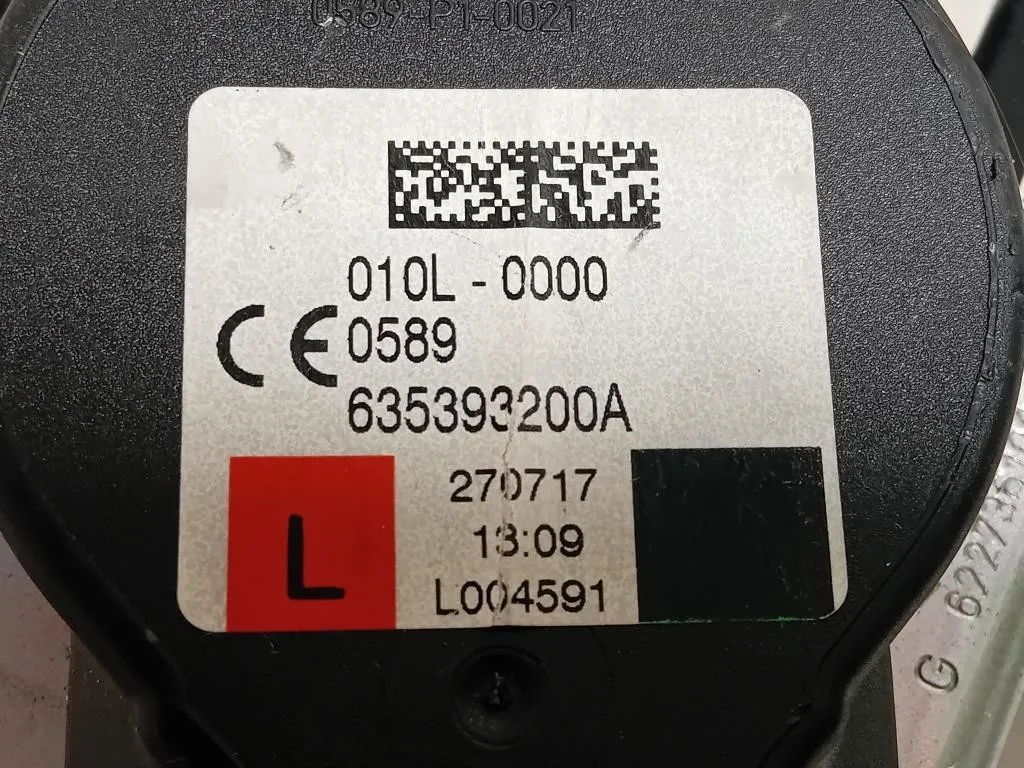 0589-P1-0021
010L - 0000
CE 0589
635393200A
270717
13:09
L004591
L